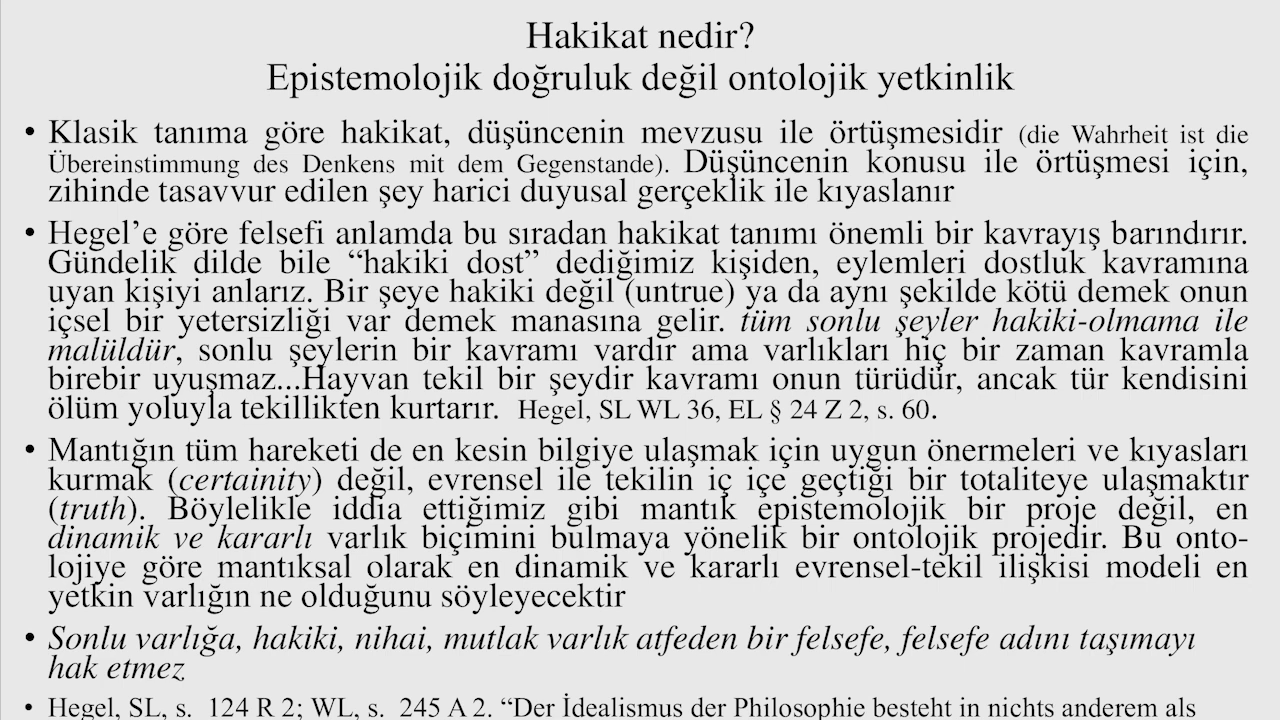 Hakikat nedir?
Epistemolojik doğruluk değil ontolojik yetkinlik
• Klasik tanıma göre hakikat, düşüncenin mevzusu ile örtüşmesidir (die Wahrheit ist die
Übereinstimmung des Denkens mit dem Gegenstande). Düşüncenin konusu ile örtüşmesi için,
zihinde tasavvur edilen şey harici duyusal gerçeklik ile kıyaslanır
• Hegel’e göre felsefi anlamda bu sıradan hakikat tanımı önemli bir kavrayış barındırır.
Gündelik dilde bile “hakiki dost” dediğimiz kişiden, eylemleri dostluk kavramına
uyan kişiyi anlarız. Bir şeye hakiki değil (untrue) ya da aynı şekilde kötü demek onun
içsel bir yetersizliği var demek manasına gelir. tüm sonlu şeyler hakiki-olmama ile
malüldür, sonlu şeylerin bir kavramı vardır ama varlıkları hiç bir zaman kavramla
birebir uyuşmaz...Hayvan tekil bir şeydir kavramı onun türüdür, ancak tür kendisini
ölüm yoluyla tekillikten kurtarır. Hegel, SL WL 36, EL § 24 Z 2, s. 60.
• Mantığın tüm hareketi de en kesin bilgiye ulaşmak için uygun önermeleri ve kıyasları
kurmak (certainity) değil, evrensel ile tekilin iç içe geçtiği bir totaliteye ulaşmaktır
(truth). Böylelikle iddia ettiğimiz gibi mantık epistemolojik bir proje değil, en
dinamik ve kararlı varlık biçimini bulmaya yönelik bir ontolojik projedir. Bu onto-
lojiye göre mantıksal olarak en dinamik ve kararlı evrensel-tekil ilişkisi modeli en
yetkin varlığın ne olduğunu söyleyecektir
• Sonlu varlığa, hakiki, nihai, mutlak varlık atfeden bir felsefe, felsefe adını taşımayı
hak etmez
• Hegel, SL, s. 124 R 2; WL, s. 245 A 2. “Der İdealismus der Philosophie besteht in nichts anderem als